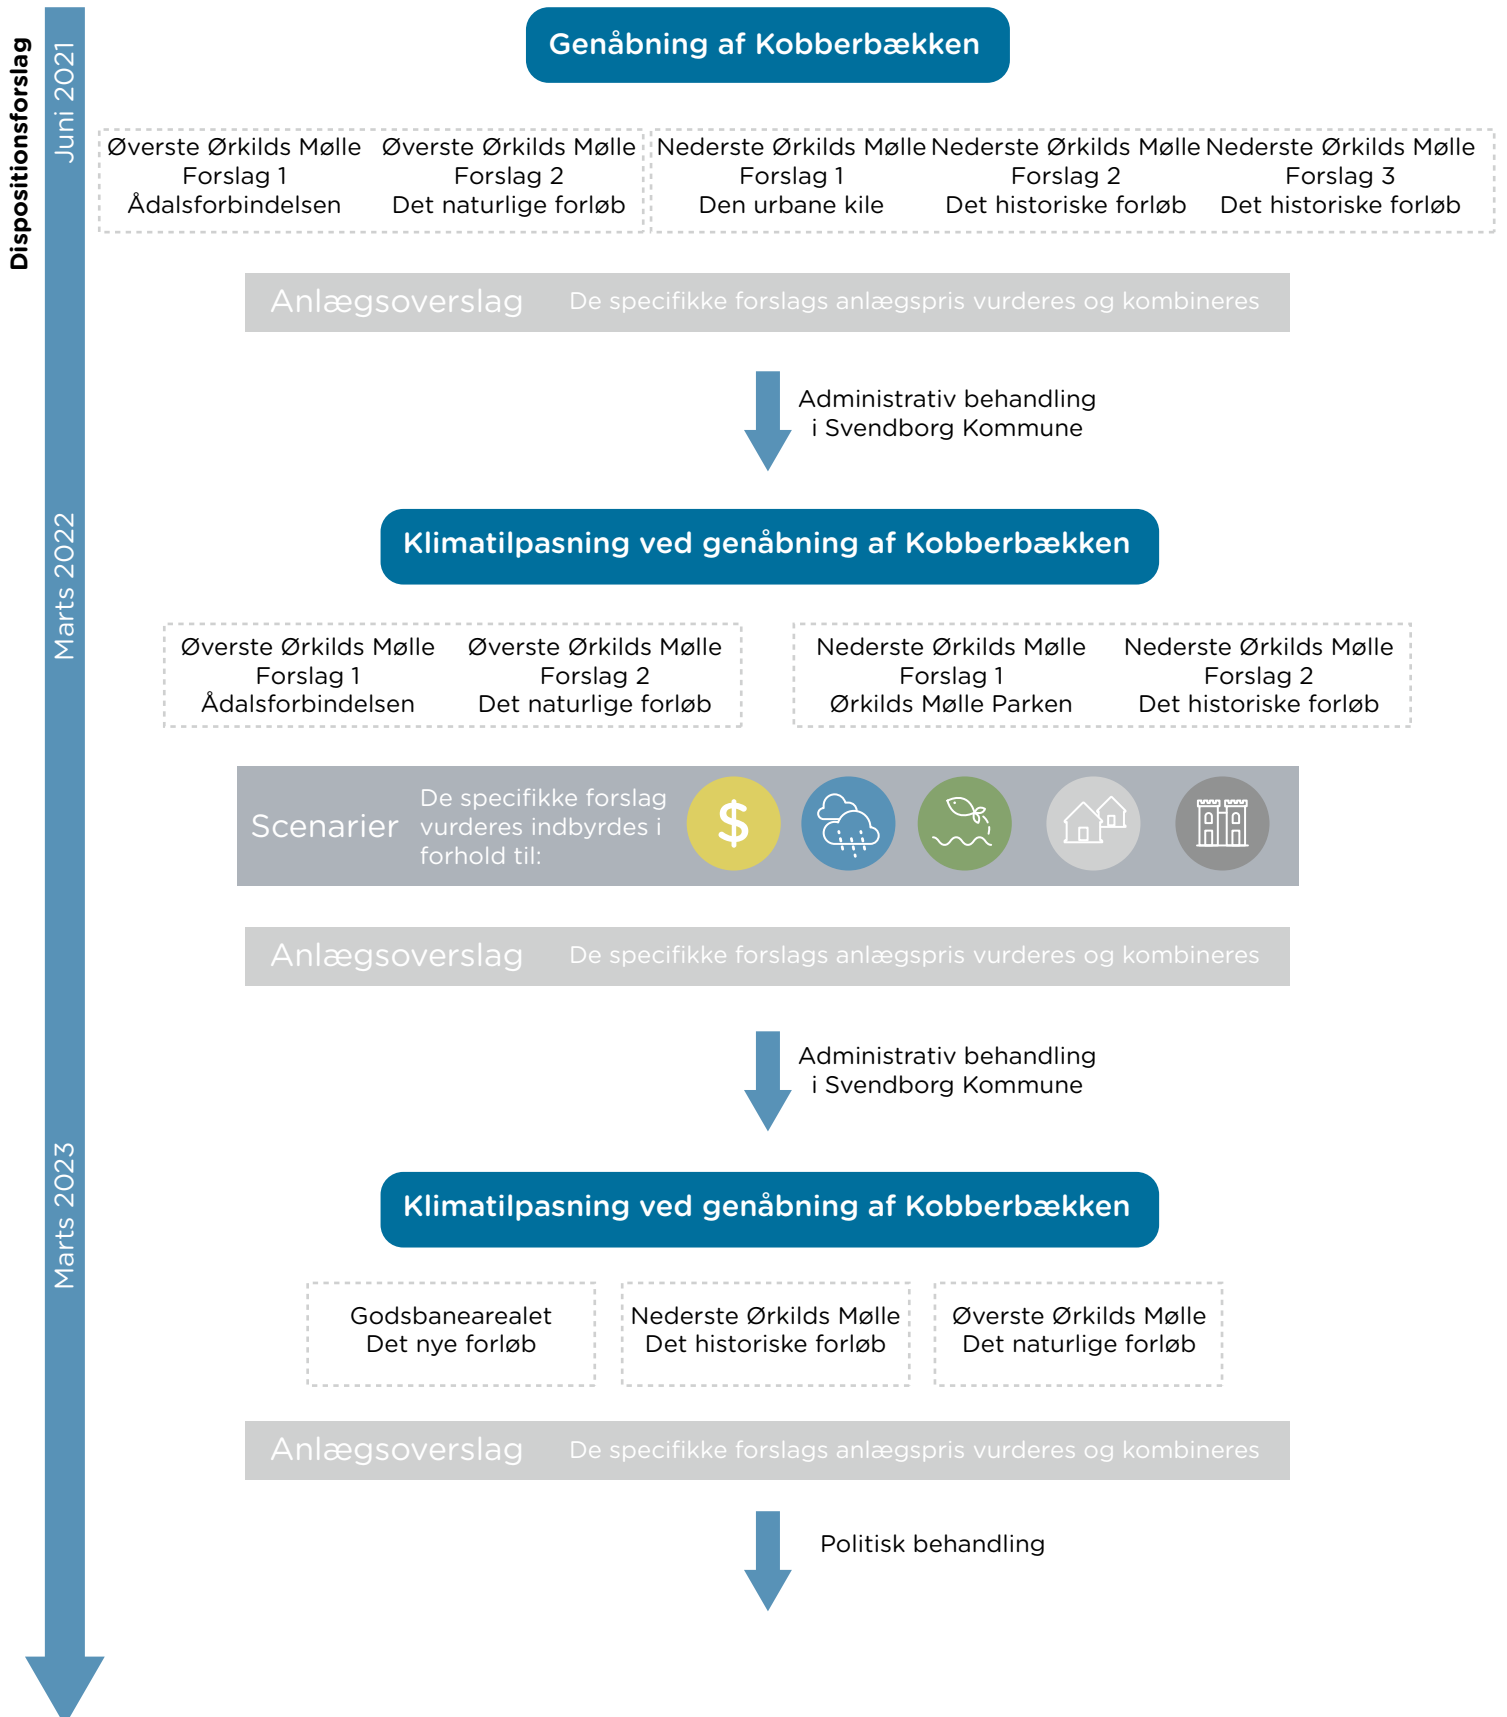 Dispositionsforslag
Juni 2021
Genåbning af Kobberbækken
Øverste Ørkilds Mølle
Forslag 1
Ådalsforbindelsen
Øverste Ørkilds Mølle
Forslag 2
Det naturlige forløb
Nederste Ørkilds Mølle
Forslag 1
Den urbane kile
Nederste Ørkilds Mølle
Forslag 2
Det historiske forløb
Nederste Ørkilds Mølle
Forslag 3
Det historiske forløb
Anlægsoverslag De specifikke forslags anlægspris vurderes og kombineres
Administrativ behandling
i Svendborg Kommune
Marts 2022
Klimatilpasning ved genåbning af Kobberbækken
Øverste Ørkilds Mølle
Forslag 1
Ådalsforbindelsen
Øverste Ørkilds Mølle
Forslag 2
Det naturlige forløb
Nederste Ørkilds Mølle
Forslag 1
Ørkilds Mølle Parken
Nederste Ørkilds Mølle
Forslag 2
Det historiske forløb
Scenarier
De specifikke forslag
vurderes indbyrdes i
forhold til:
$
Anlægsoverslag De specifikke forslags anlægspris vurderes og kombineres
Administrativ behandling
i Svendborg Kommune
Marts 2023
Klimatilpasning ved genåbning af Kobberbækken
Godsbanearealet
Det nye forløb
Nederste Ørkilds Mølle
Det historiske forløb
Øverste Ørkilds Mølle
Det naturlige forløb
Anlægsoverslag De specifikke forslags anlægspris vurderes og kombineres
Politisk behandling